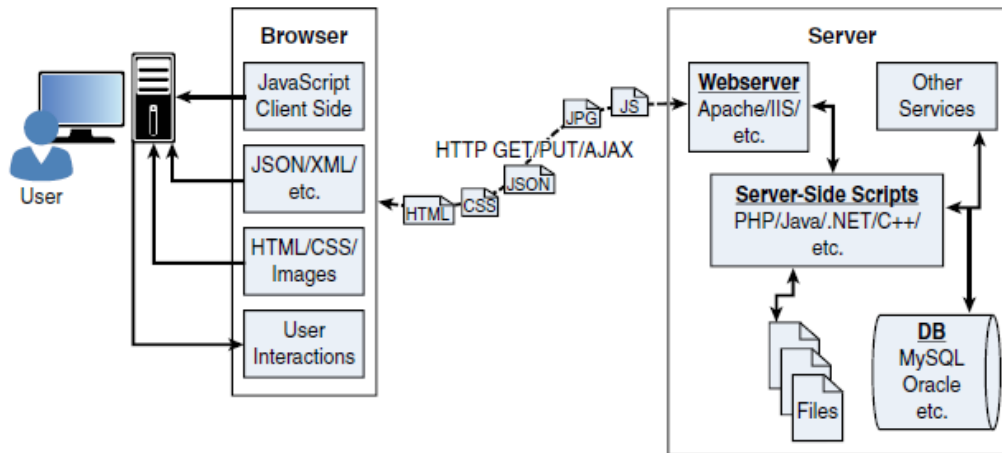 Browser
JavaScript
Client Side
JSON/XML/
etc.
HTML/CSS/
Images
User
Interactions
User
HTTP GET/PUT/AJAX
HTML
CSS
JSON
JPG
JS
Server
Webserver
Apache/IIS/
etc.
Other
Services
Server-Side Scripts
PHP/Java/.NET/C++/
etc.
Files
DB
MySQL
Oracle
etc.